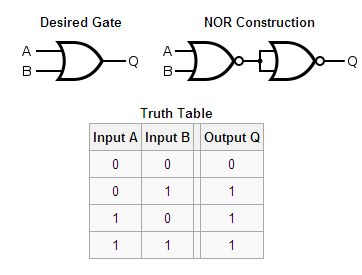 Desired Gate NOR Construction
A Q A Q
B B
Truth Table
Input A Input B Output Q
0 0 0
0 1 1
1 0 1
1 1 1